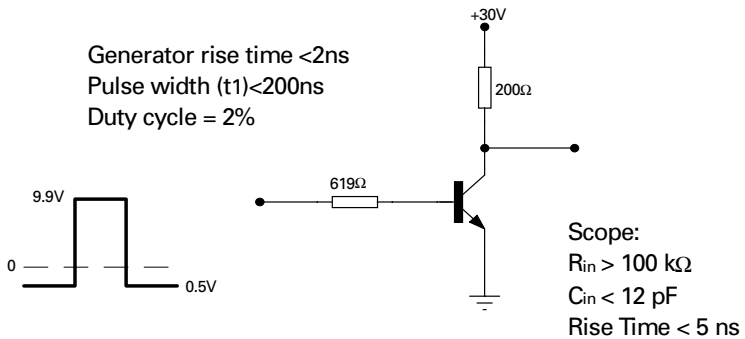 +30V
Generator rise time <2ns
Pulse width (t1)<200ns
Duty cycle = 2%
200Ω
619Ω
9.9V
0
0.5V
Scope:
Rin > 100 kΩ
Cin < 12 pF
Rise Time < 5 ns